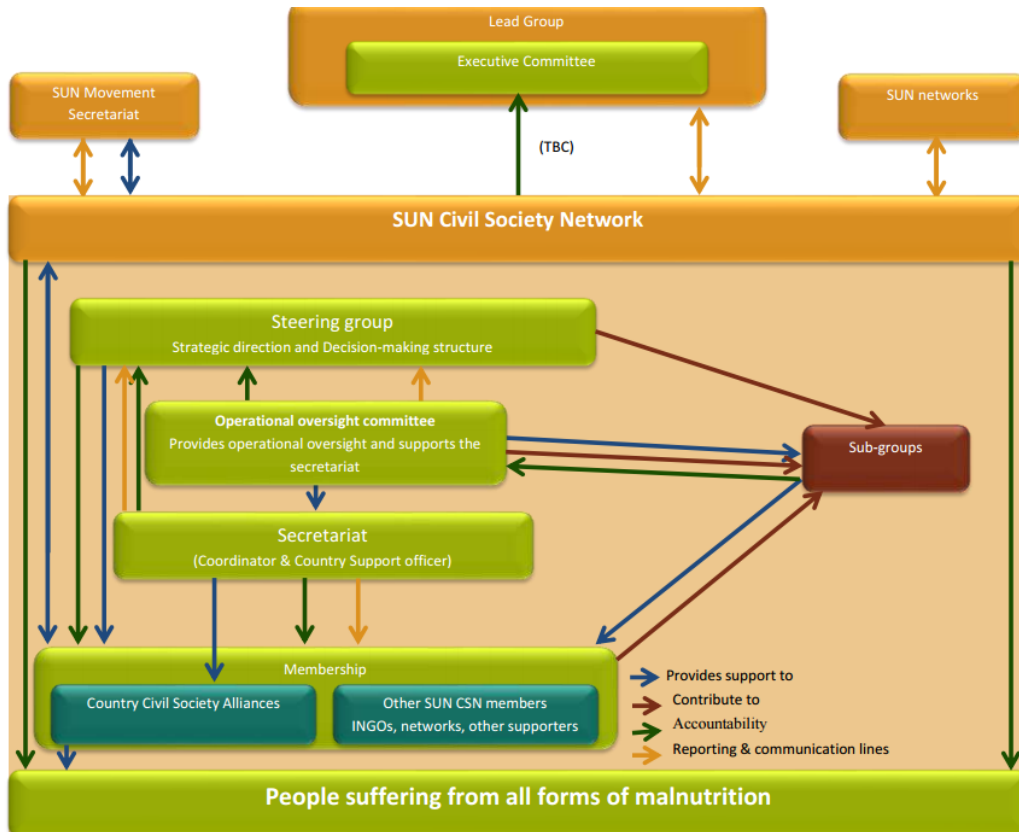 Lead Group
Executive Committee
SUN Movement
Secretariat
SUN networks
(TBC)
SUN Civil Society Network
Steering group
Strategic direction and Decision-making structure
Operational oversight committee
Provides operational oversight and supports the
secretariat
Sub-groups
Secretariat
(Coordinator & Country Support officer)
Membership
Country Civil Society Alliances
Other SUN CSN members
INGOs, networks, other supporters
Provides support to
Contribute to
Accountability
Reporting & communication lines
People suffering from all forms of malnutrition